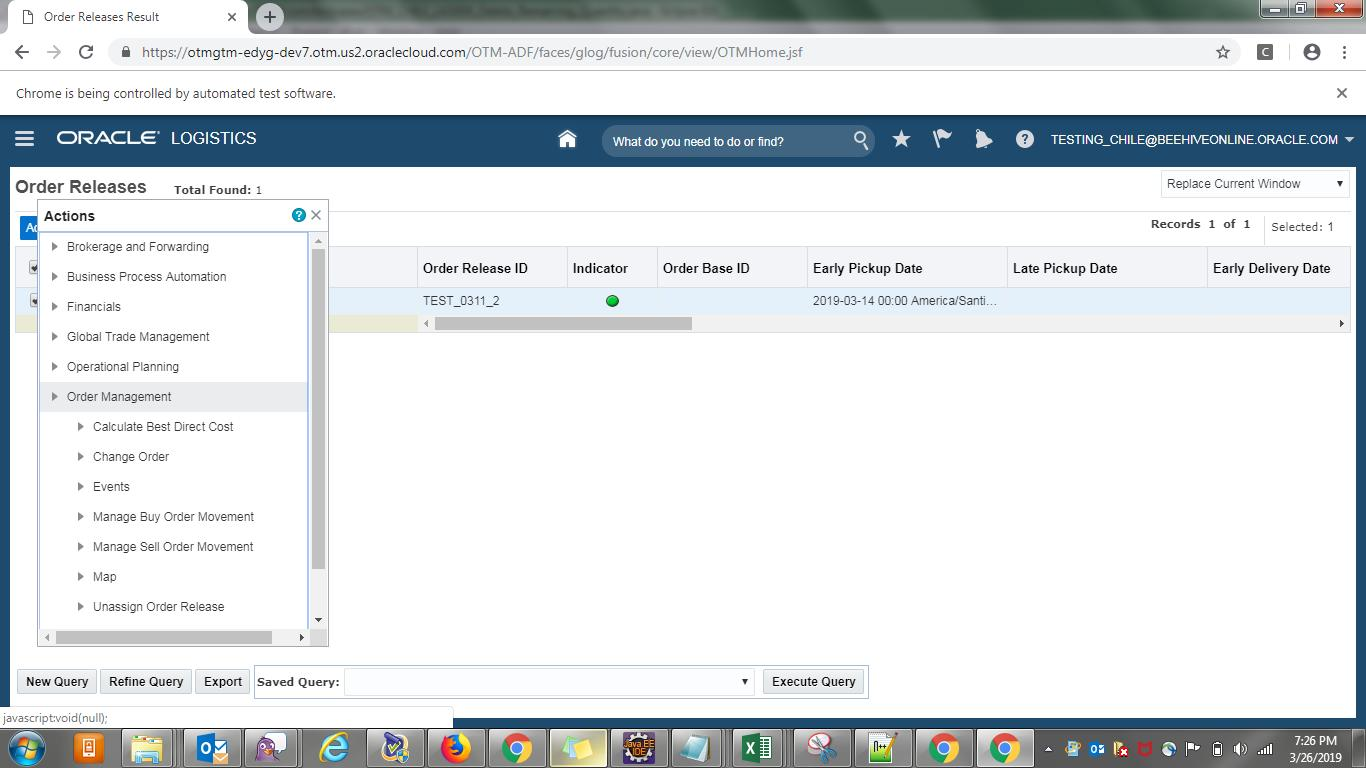 Order Releases Result
https://otmgtm-edyg-dev7.otm.us2.oraclecloud.com/OTM-ADF/faces/glog/fusion/core/view/OTMHome.jsf
C
Chrome is being controlled by automated test software.
ORACLE LOGISTICS
What do you need to do or find?
TESTING_CHILE@BEEHIVEONLINE.ORACLE.COM
Order Releases Total Found: 1
Replace Current Window
Actions
Records 1 of 1 Selected: 1
Order Release ID Indicator Order Base ID Early Pickup Date Late Pickup Date Early Delivery Date
TEST_0311_2 2019-03-14 00:00 America/Santi...
Brokerage and Forwarding
Business Process Automation
Financials
Global Trade Management
Operational Planning
Order Management
Calculate Best Direct Cost
Change Order
Events
Manage Buy Order Movement
Manage Sell Order Movement
Map
Unassign Order Release
New Query Refine Query Export Saved Query: Execute Query
javascript:void(null);
Java EE
IDE
7:26 PM
3/26/2019